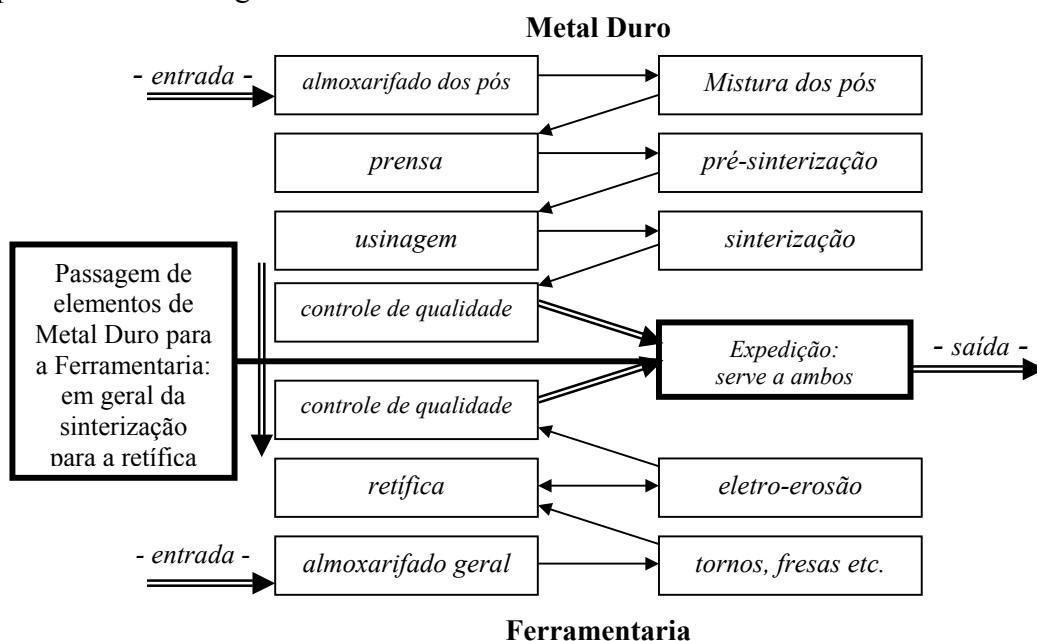 Metal Duro
- entrada -
almoxarifado dos pós
Mistura dos pós
prensa
pré-sinterização
usinagem
sinterização
Passagem de
elementos de
Metal Duro para
a Ferramentaria:
em geral da
sinterização
para a retífica
controle de qualidade
Expedição:
serve a ambos
- saída -
controle de qualidade
retífica
eletro-erosão
- entrada -
almoxarifado geral
tornos, fresas etc.
Ferramentaria